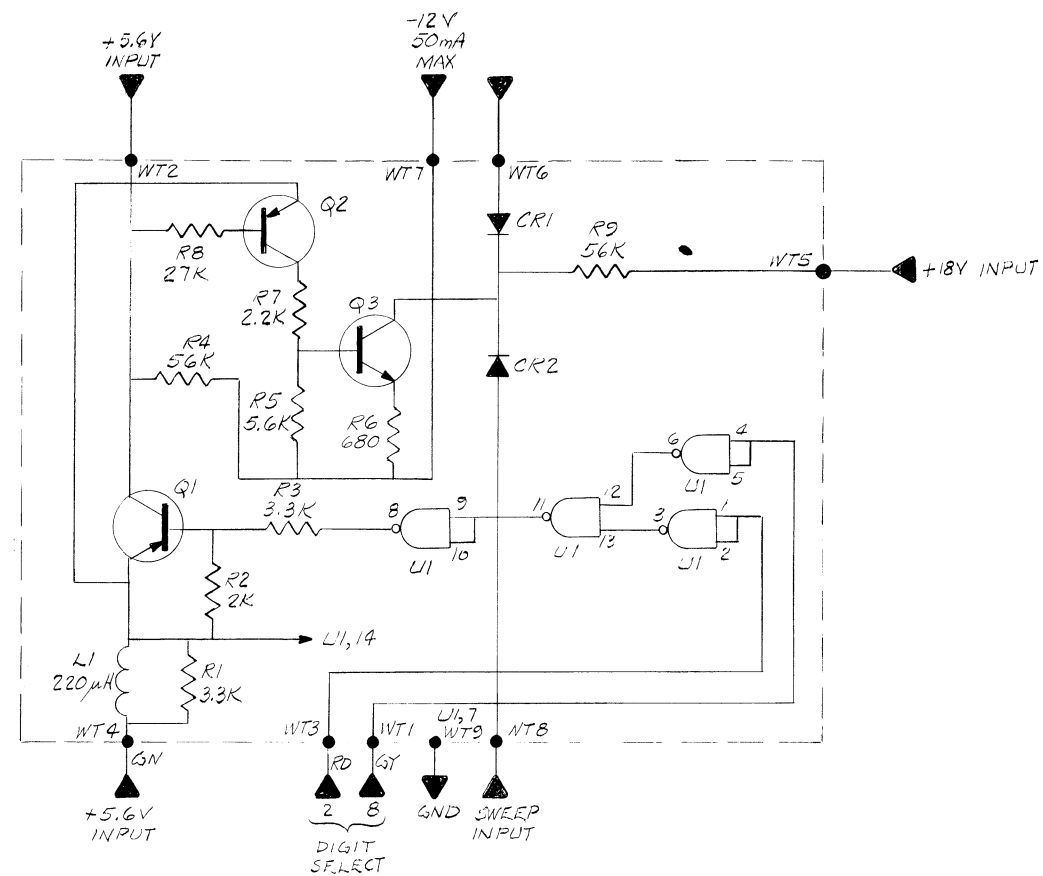 +5.6V
INPUT
-12V
50mA
MAX
WT2
WT7
WT6
Q2
CR1
R9
56K
WT5
+18V INPUT
R8
27K
R7
2.2K
Q3
R4
56K
CR2
R5
5.6K
R6
680
6
4
5
U1
Q1
R3
3.3K
8
9
10
U1
11
12
13
U1
3
1
2
U1
R2
2K
U1,14
L1
220µH
R1
3.3K
U1,7
WT4
WT3
WT1
WT9
NT8
GN
RD
GY
+5.6V
INPUT
2
8
GND
SWEEP
INPUT
DIGIT
SELECT